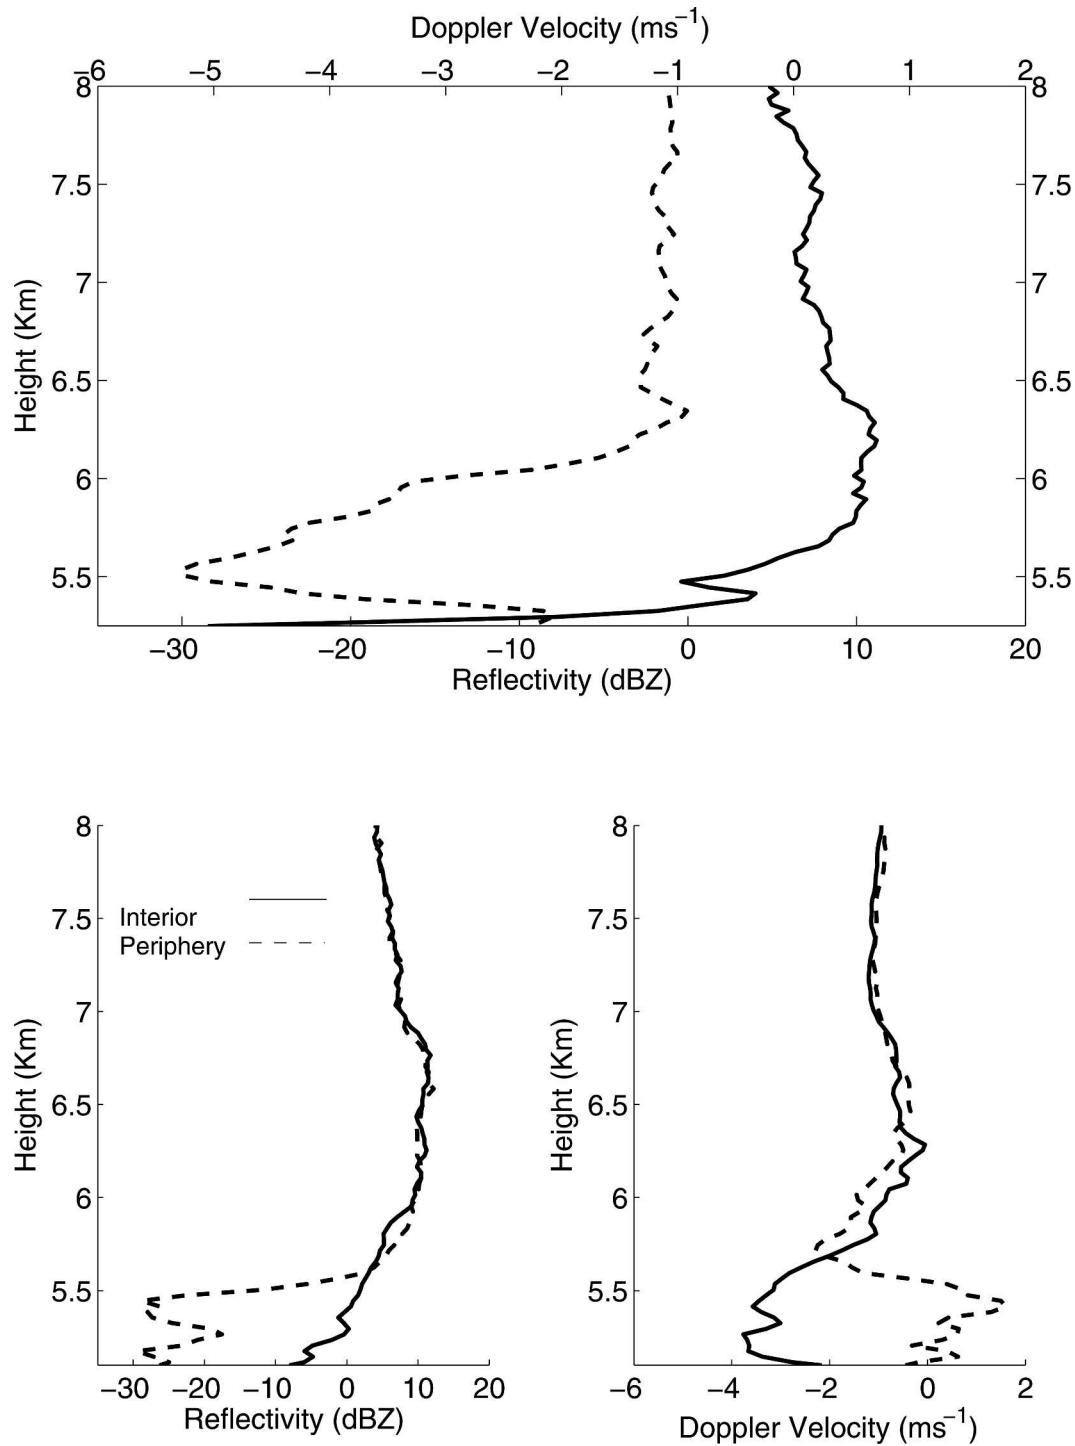 Doppler Velocity (ms⁻¹)
−6 −5 −4 −3 −2 −1 0 1 2
8 8
7.5 7.5
7 7
6.5 6.5
6 6
5.5 5.5
Height (Km)
−30 −20 −10 0 10 20
Reflectivity (dBZ)
8
7.5
7
6.5
6
5.5
Height (Km)
Interior
Periphery
−30 −20 −10 0 10 20
Reflectivity (dBZ)
8
7.5
7
6.5
6
5.5
Height (Km)
−6 −4 −2 0 2
Doppler Velocity (ms⁻¹)